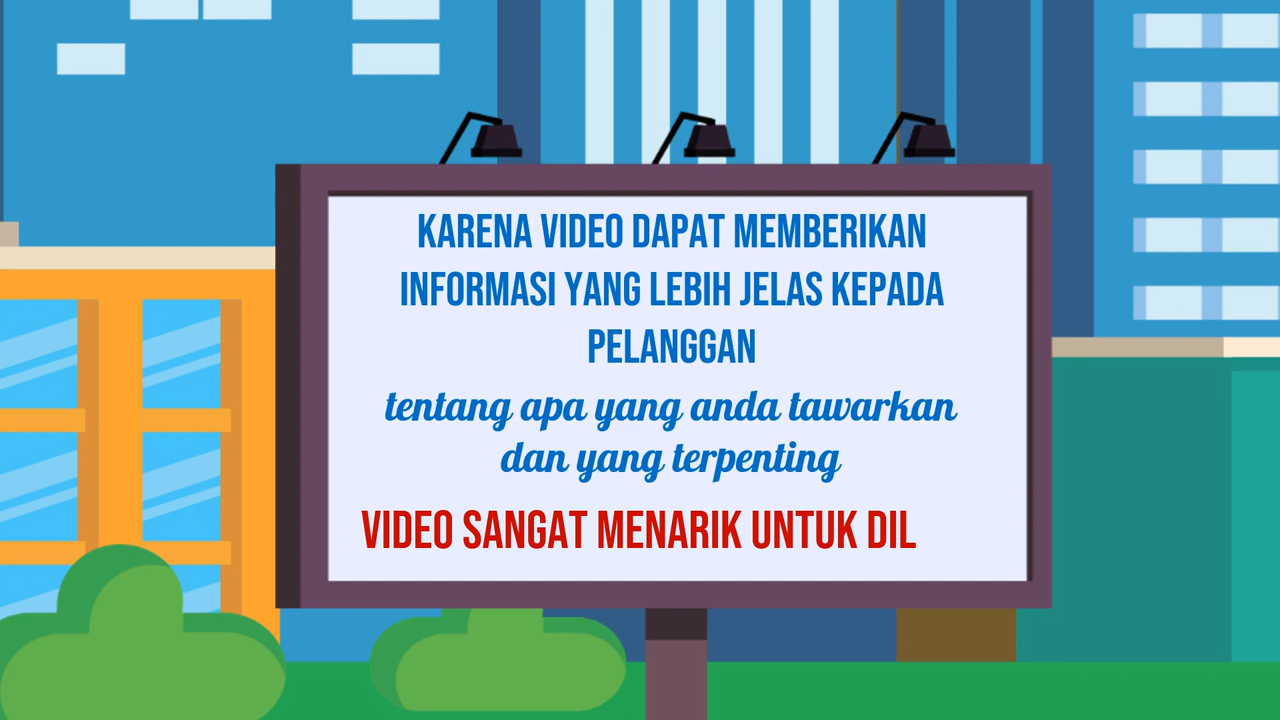 KARENA VIDEO DAPAT MEMBERIKAN
INFORMASI YANG LEBIH JELAS KEPADA
PELANGGAN
tentang apa yang anda tawarkan
dan yang terpenting
VIDEO SANGAT MENARIK UNTUK DIL